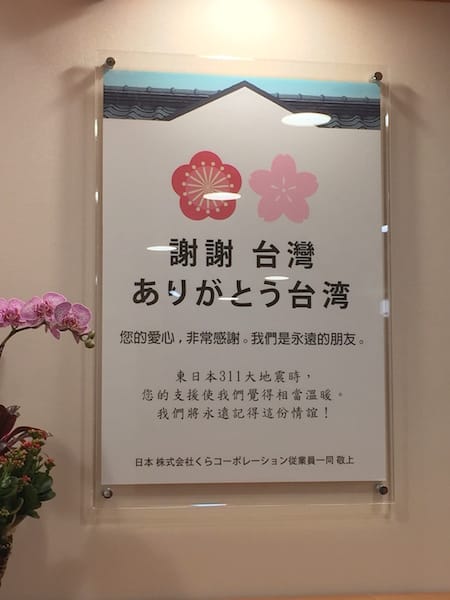 謝謝 台灣
ありがとう台湾
您的愛心，非常感謝。我們是永遠的朋友。
東日本311大地震時，
您的支援使我們覺得相當溫暖。
我們將永遠記得這份情誼！
日本 株式会社くらコーポレーション従業員一同 敬上